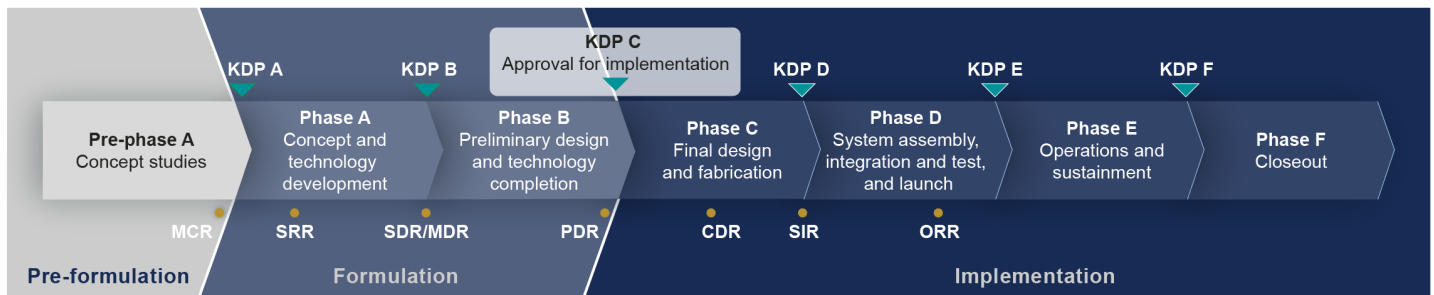 KDP C
Approval for implementation
KDP A
KDP B
KDP D
KDP E
KDP F
Pre-phase A
Concept studies
Phase A
Concept and
technology
development
Phase B
Preliminary design
and technology
completion
Phase C
Final design
and fabrication
Phase D
System assembly,
integration and test,
and launch
Phase E
Operations and
sustainment
Phase F
Closeout
MCR
SRR
SDR/MDR
PDR
CDR
SIR
ORR
Pre-formulation
Formulation
Implementation